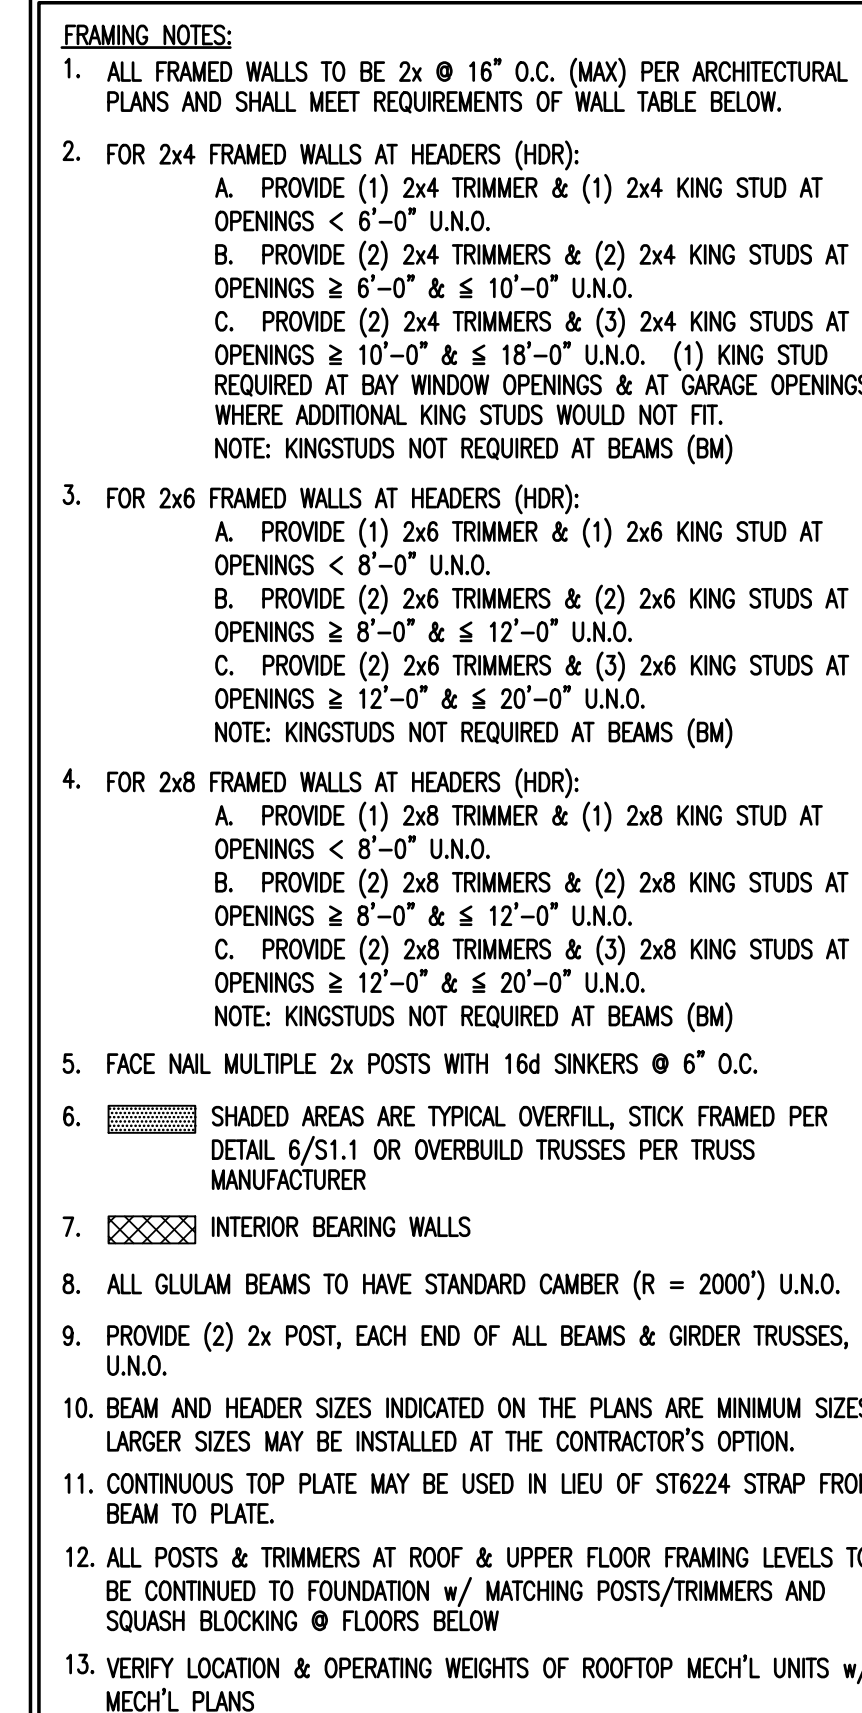 FRAMING NOTES:
1. ALL FRAMED WALLS TO BE 2x @ 16" O.C. (MAX) PER ARCHITECTURAL
PLANS AND SHALL MEET REQUIREMENTS OF WALL TABLE BELOW.
2. FOR 2x4 FRAMED WALLS AT HEADERS (HDR):
A. PROVIDE (1) 2x4 TRIMMER & (1) 2x4 KING STUD AT
OPENINGS < 6'-0" U.N.O.
B. PROVIDE (2) 2x4 TRIMMERS & (2) 2x4 KING STUDS AT
OPENINGS ≧ 6'-0" & ≦ 10'-0" U.N.O.
C. PROVIDE (2) 2x4 TRIMMERS & (3) 2x4 KING STUDS AT
OPENINGS ≧ 10'-0" & ≦ 18'-0" U.N.O. (1) KING STUD
REQUIRED AT BAY WINDOW OPENINGS & AT GARAGE OPENINGS
WHERE ADDITIONAL KING STUDS WOULD NOT FIT.
NOTE: KINGSTUDS NOT REQUIRED AT BEAMS (BM)
3. FOR 2x6 FRAMED WALLS AT HEADERS (HDR):
A. PROVIDE (1) 2x6 TRIMMER & (1) 2x6 KING STUD AT
OPENINGS < 8'-0" U.N.O.
B. PROVIDE (2) 2x6 TRIMMERS & (2) 2x6 KING STUDS AT
OPENINGS ≧ 8'-0" & ≦ 12'-0" U.N.O.
C. PROVIDE (2) 2x6 TRIMMERS & (3) 2x6 KING STUDS AT
OPENINGS ≧ 12'-0" & ≦ 20'-0" U.N.O.
NOTE: KINGSTUDS NOT REQUIRED AT BEAMS (BM)
4. FOR 2x8 FRAMED WALLS AT HEADERS (HDR):
A. PROVIDE (1) 2x8 TRIMMER & (1) 2x8 KING STUD AT
OPENINGS < 8'-0" U.N.O.
B. PROVIDE (2) 2x8 TRIMMERS & (2) 2x8 KING STUDS AT
OPENINGS ≧ 8'-0" & ≦ 12'-0" U.N.O.
C. PROVIDE (2) 2x8 TRIMMERS & (3) 2x8 KING STUDS AT
OPENINGS ≧ 12'-0" & ≦ 20'-0" U.N.O.
NOTE: KINGSTUDS NOT REQUIRED AT BEAMS (BM)
5. FACE NAIL MULTIPLE 2x POSTS WITH 16d SINKERS @ 6" O.C.
6. SHADED AREAS ARE TYPICAL OVERFILL, STICK FRAMED PER
DETAIL 6/S1.1 OR OVERBUILD TRUSSES PER TRUSS
MANUFACTURER
7. INTERIOR BEARING WALLS
8. ALL GLULAM BEAMS TO HAVE STANDARD CAMBER (R = 2000') U.N.O.
9. PROVIDE (2) 2x POST, EACH END OF ALL BEAMS & GIRDER TRUSSES,
U.N.O.
10. BEAM AND HEADER SIZES INDICATED ON THE PLANS ARE MINIMUM SIZES
LARGER SIZES MAY BE INSTALLED AT THE CONTRACTOR'S OPTION.
11. CONTINUOUS TOP PLATE MAY BE USED IN LIEU OF ST6224 STRAP FROM
BEAM TO PLATE.
12. ALL POSTS & TRIMMERS AT ROOF & UPPER FLOOR FRAMING LEVELS TO
BE CONTINUED TO FOUNDATION w/ MATCHING POSTS/TRIMMERS AND
SQUASH BLOCKING @ FLOORS BELOW
13. VERIFY LOCATION & OPERATING WEIGHTS OF ROOFTOP MECH'L UNITS w/
MECH'L PLANS